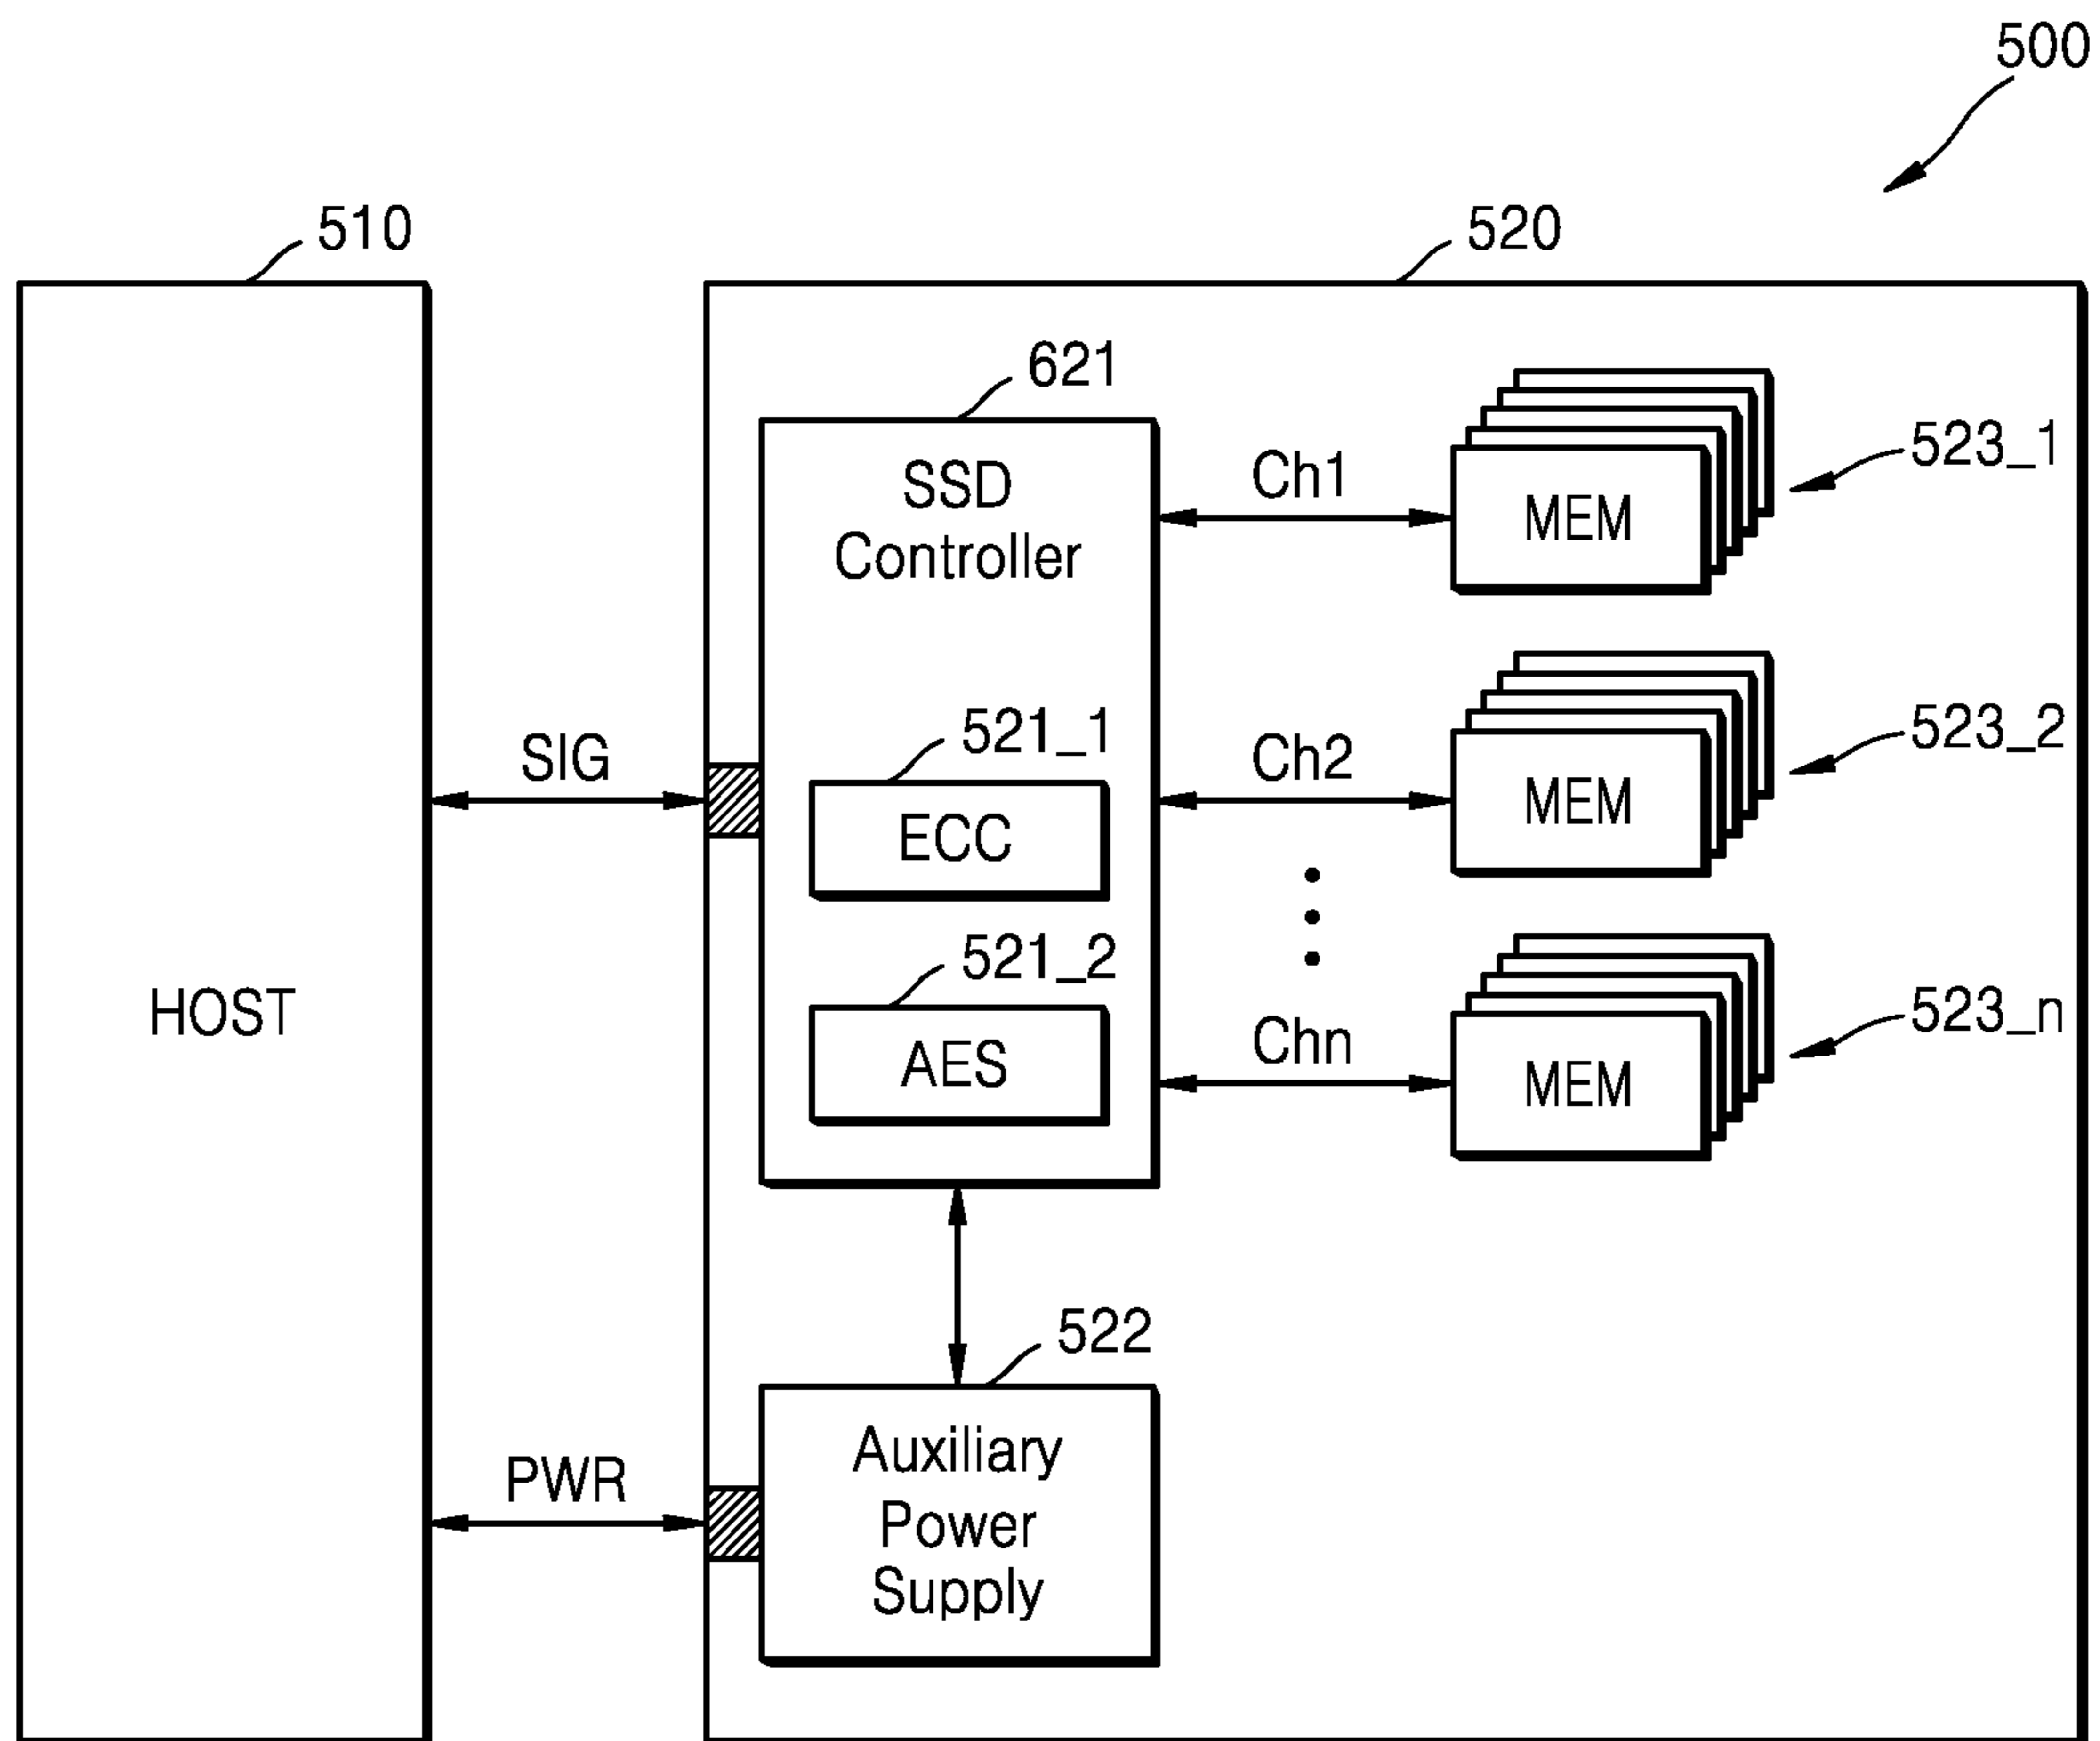 500
510
520
621
SSD
Controller
Ch1
MEM
523_1
521_1
SIG
ECC
Ch2
MEM
523_2
521_2
HOST
AES
Chn
MEM
523_n
522
PWR
Auxiliary
Power
Supply